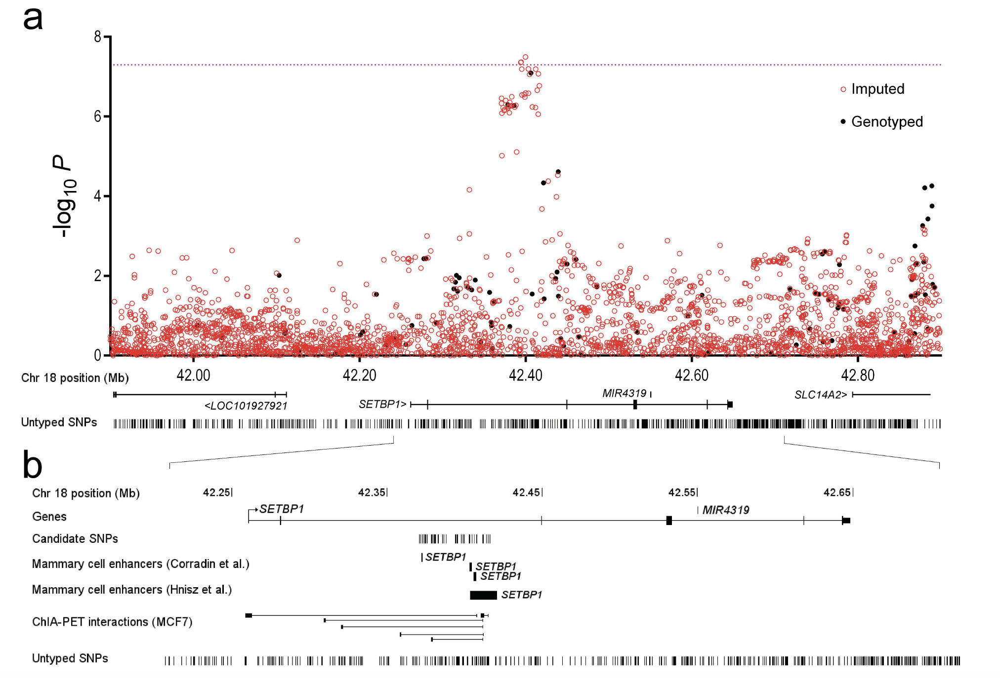 a
8
6
4
2
0
-log10 P
Imputed
Genotyped
42.00 42.20 42.40 42.60 42.80
Chr 18 position (Mb)
<LOC101927921
SETBP1>
MIR4319
SLC14A2>
Untyped SNPs
b
Chr 18 position (Mb) 42.25 42.35 42.45 42.55 42.65
SETBP1 MIR4319
Genes
Candidate SNPs
SETBP1
Mammary cell enhancers (Corradin et al.) SETBP1
SETBP1
Mammary cell enhancers (Hnisz et al.) SETBP1
ChIA-PET interactions (MCF7)
Untyped SNPs